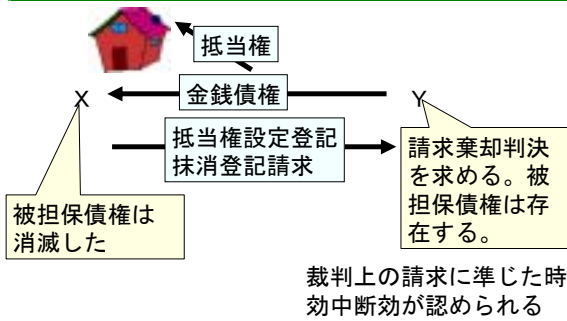 抵当権
金銭債権
X
Y
抵当権設定登記
抹消登記請求
被担保債権は
消滅した
請求棄却判決
を求める。被
担保債権は存
在する。
裁判上の請求に準じた時
効中断効が認められる